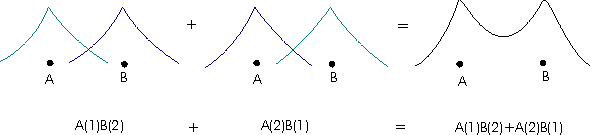 + =
A B A B A B
A(1)B(2) + A(2)B(1) = A(1)B(2)+A(2)B(1)